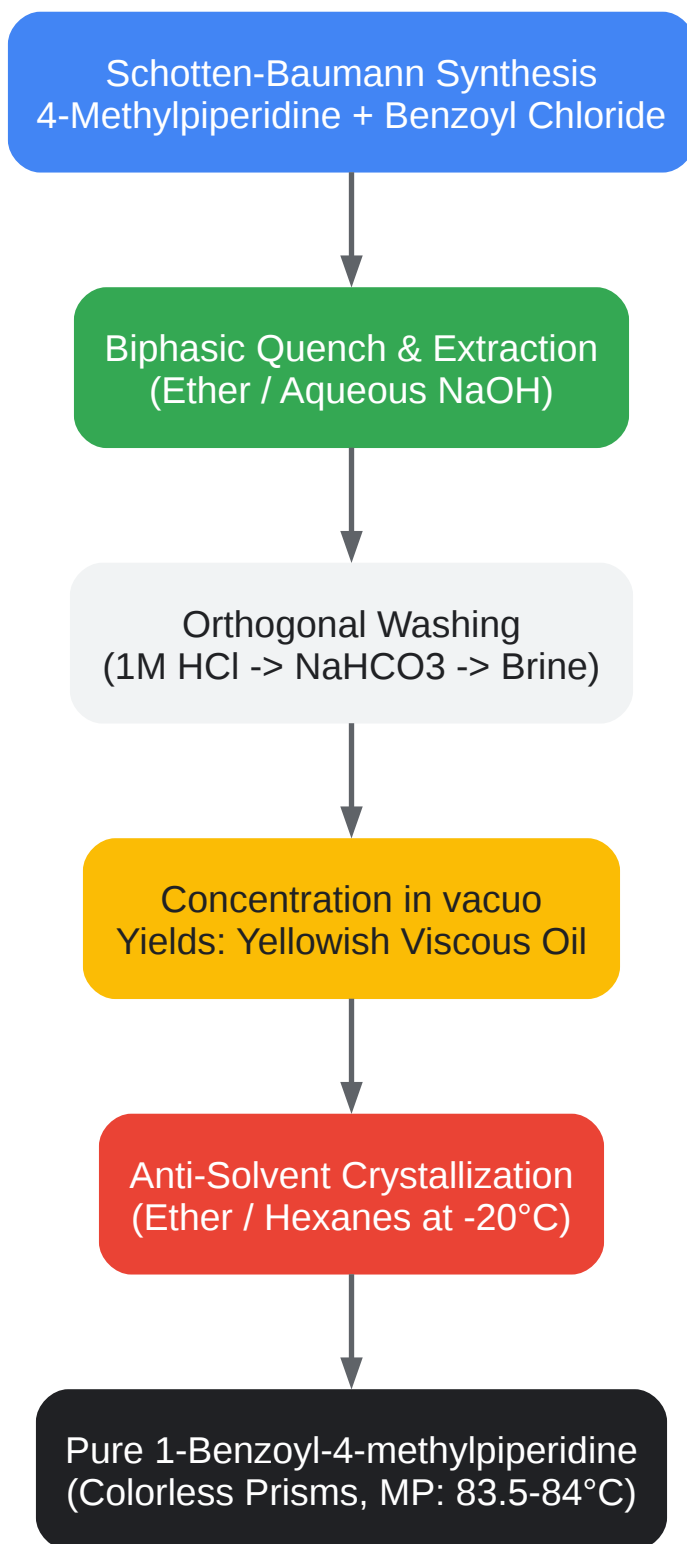 Schotten-Baumann Synthesis
4-Methylpiperidine + Benzoyl Chloride
Biphasic Quench & Extraction
(Ether / Aqueous NaOH)
Orthogonal Washing
(1M HCl -> NaHCO3 -> Brine)
Concentration in vacuo
Yields: Yellowish Viscous Oil
Anti-Solvent Crystallization
(Ether / Hexanes at -20°C)
Pure 1-Benzoyl-4-methylpiperidine
(Colorless Prisms, MP: 83.5-84°C)